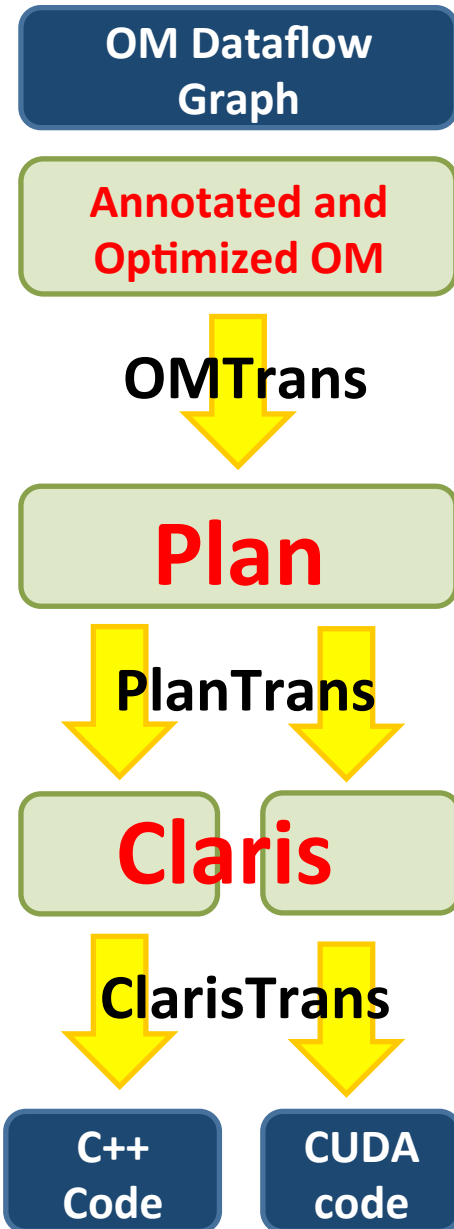 OM Dataflow
Graph
Annotated and
Optimized OM
OMTrans
Plan
PlanTrans
Claris
ClarisTrans
C++
Code
CUDA
code